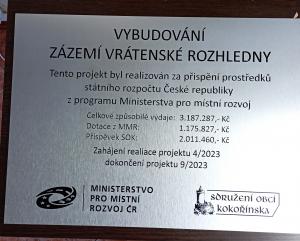 VYBUDOVÁNÍ
ZÁZEMÍ VRÁTENSKÉ ROZHLEDNY
Tento projekt byl realizován za přispění prostředků
státního rozpočtu České republiky
z programu Ministerstva pro místní rozvoj
Celkové způsobilé výdaje: 3.187.287,- Kč
Dotace z MMR: 1.175.827,- Kč
Příspěvek SOK: 2.011.460,- Kč
Zahájení realiace projektu 4/2023
dokončení projektu 9/2023
MINISTERSTVO
PRO MÍSTNÍ
ROZVOJ ČR
SDRUŽENÍ OBCÍ
KOKOŘÍNSKA